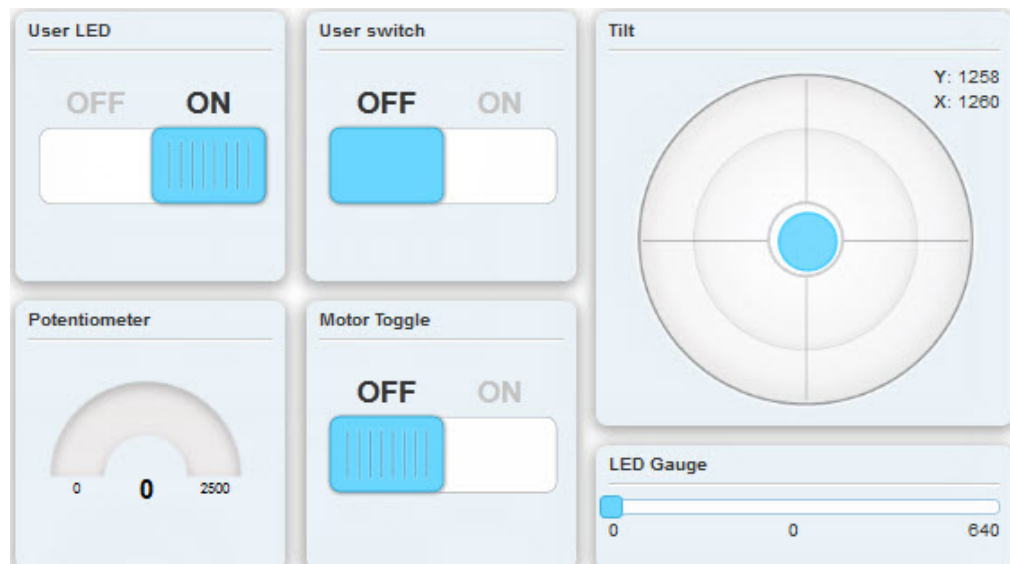 User LED
OFF ON
User switch
OFF ON
Tilt
Y: 1258
X: 1260
Potentiometer
0 0 2500
Motor Toggle
OFF ON
LED Gauge
0 0 640